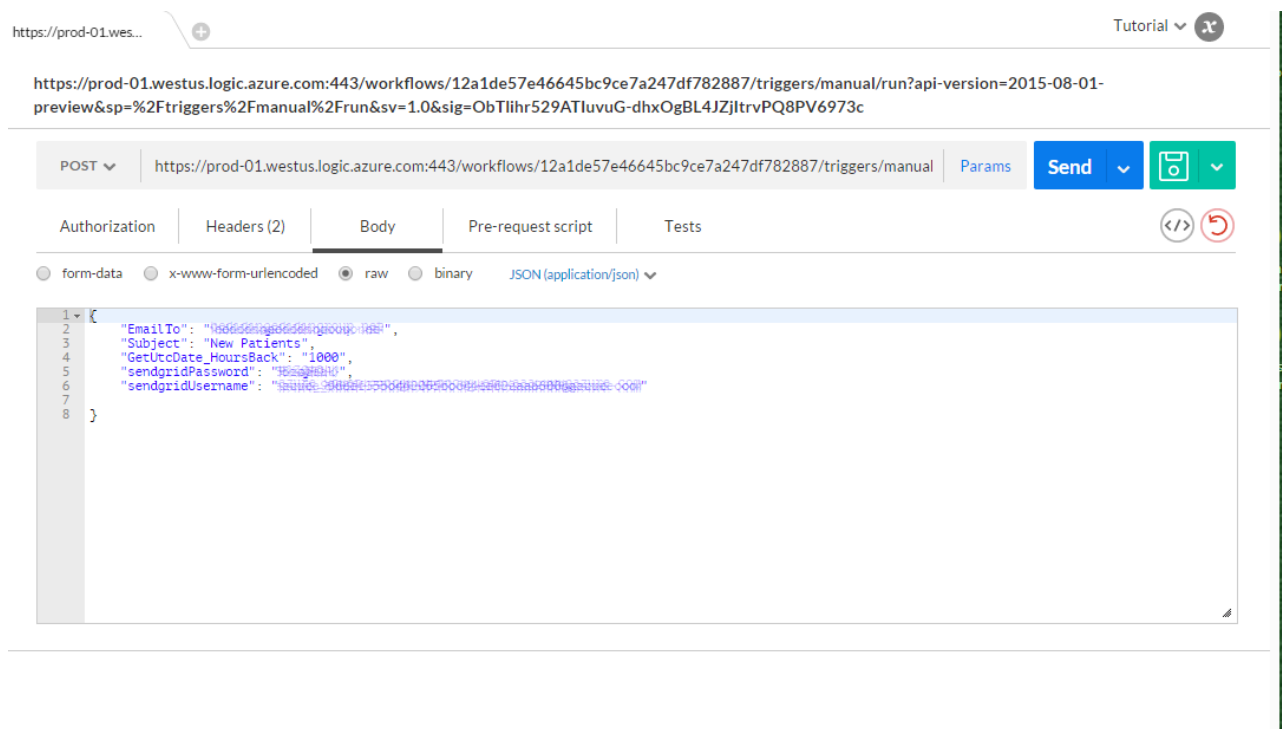 https://prod-01.wes...
Tutorial
x
https://prod-01.westus.logic.azure.com:443/workflows/12a1de57e46645bc9ce7a247df782887/triggers/manual/run?api-version=2015-08-01-
preview&sp=%2Ftriggers%2Fmanual%2Frun&sv=1.0&sig=ObTlihr529ATIuvuG-dhxOgBL4JZjItrvPQ8PV6973c
POST https://prod-01.westus.logic.azure.com:443/workflows/12a1de57e46645bc9ce7a247df782887/triggers/manual Params Send
Authorization Headers (2) Body Pre-request script Tests
form-data x-www-form-urlencoded raw binary JSON (application/json)
1 {
2 "EmailTo": "",
3 "Subject": "New Patients",
4 "GetUtcDate_HoursBack": "1000",
5 "sendgridPassword": "",
6 "sendgridUsername": ""
7
8 }